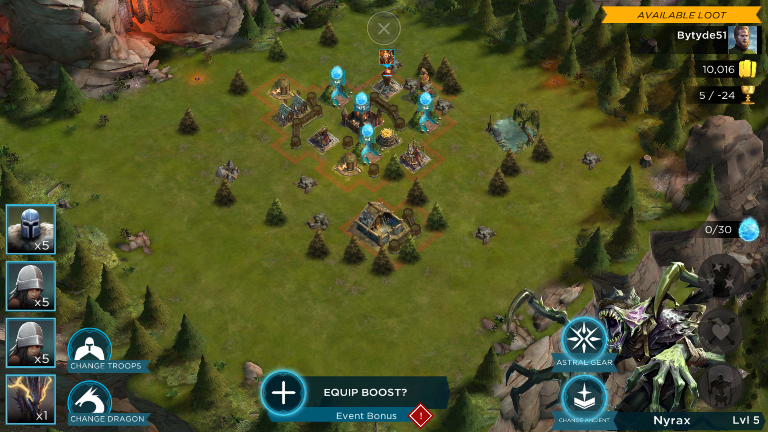 AVAILABLE LOOT
Bytyde51
10,016
5 / -24
0/30
x5
x5
x5
x1
CHANGE TROOPS
CHANGE DRAGON
EQUIP BOOST?
Event Bonus
ASTRAL GEAR
CHANGE ANCIENT
Nyrax Lvl 5